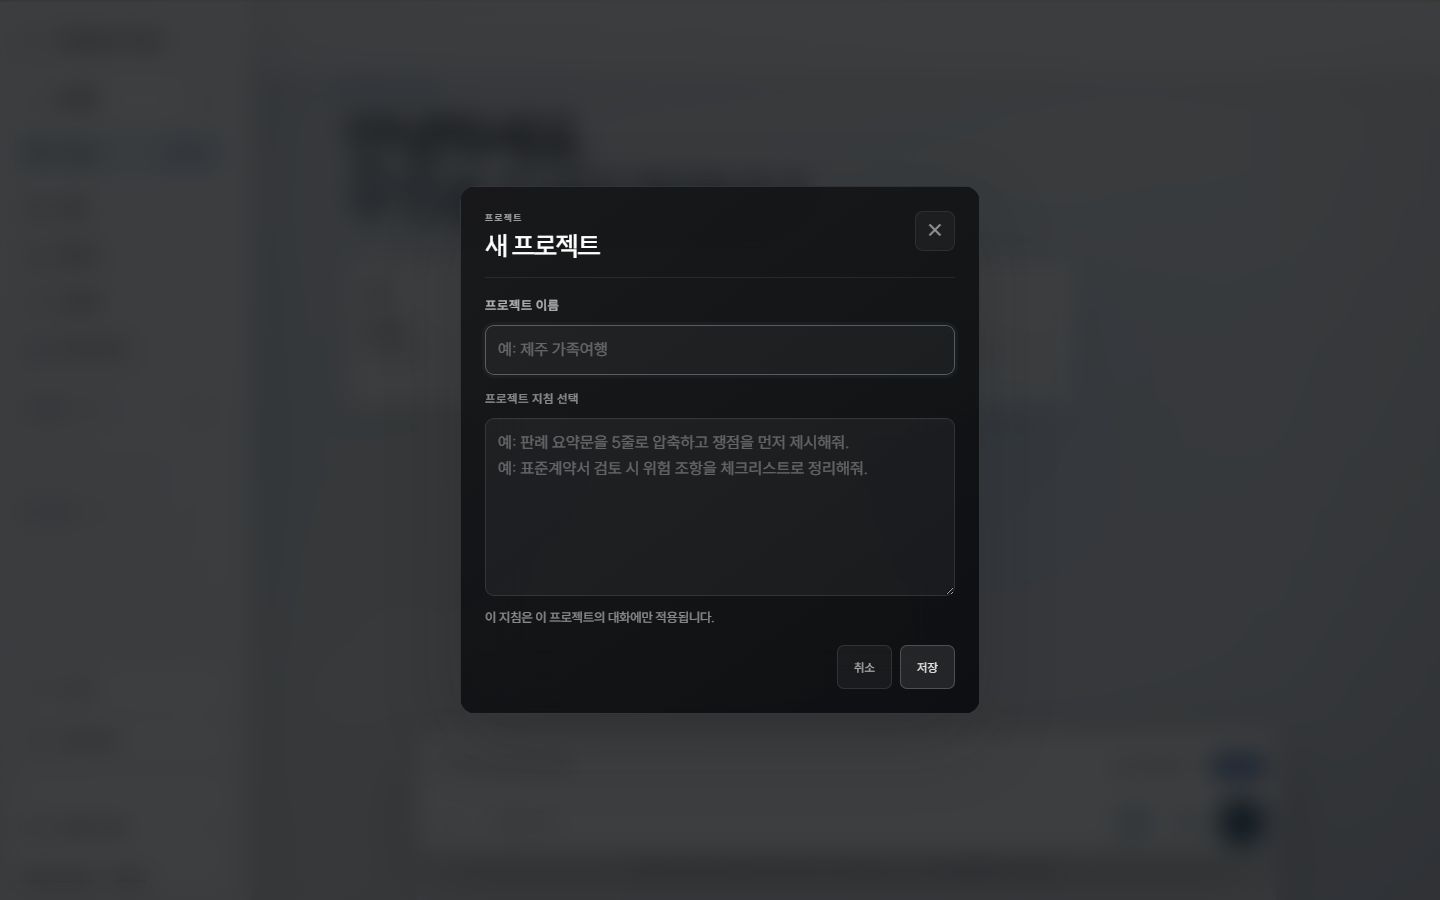 프로젝트
새 프로젝트
프로젝트 이름
예: 제주 가족여행
프로젝트 지침 선택
예: 판례 요약문을 5줄로 압축하고 쟁점을 먼저 제시해줘.
예: 표준계약서 검토 시 위험 조항을 체크리스트로 정리해줘.
이 지침은 이 프로젝트의 대화에만 적용됩니다.
취소
저장